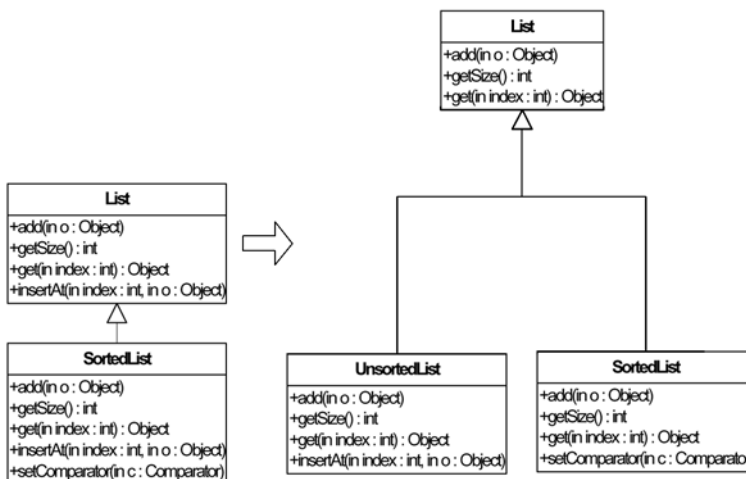 List
+add(in o : Object)
+getSize() : int
+get(in index : int) : Object
+insertAt(in index : int, in o : Object)
SortedList
+add(in o : Object)
+getSize() : int
+get(in index : int) : Object
+insertAt(in index : int, in o : Object)
+setComparator(in c : Comparator)
List
+add(in o : Object)
+getSize() : int
+get(in index : int) : Object
UnsortedList
+add(in o : Object)
+getSize() : int
+get(in index : int) : Object
+insertAt(in index : int, in o : Object)
SortedList
+add(in o : Object)
+getSize() : int
+get(in index : int) : Object
+setComparator(in c : Comparato